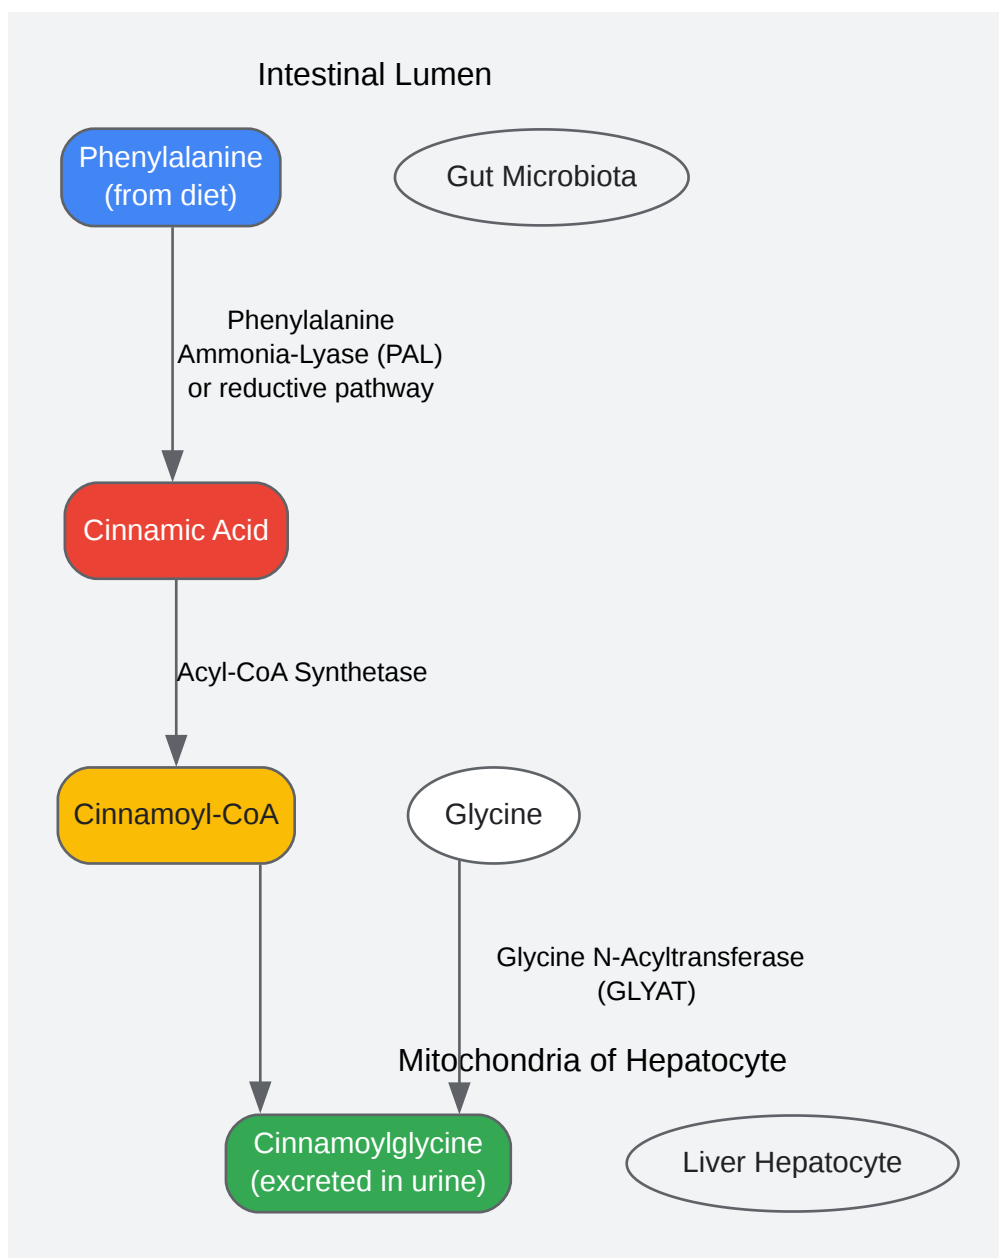 Intestinal Lumen
Phenylalanine
(from diet)
Gut Microbiota
Phenylalanine
Ammonia-Lyase (PAL)
or reductive pathway
Cinnamic Acid
Acyl-CoA Synthetase
Cinnamoyl-CoA
Glycine
Glycine N-Acyltransferase
(GLYAT)
Mitochondria of Hepatocyte
Cinnamoylglycine
(excreted in urine)
Liver Hepatocyte